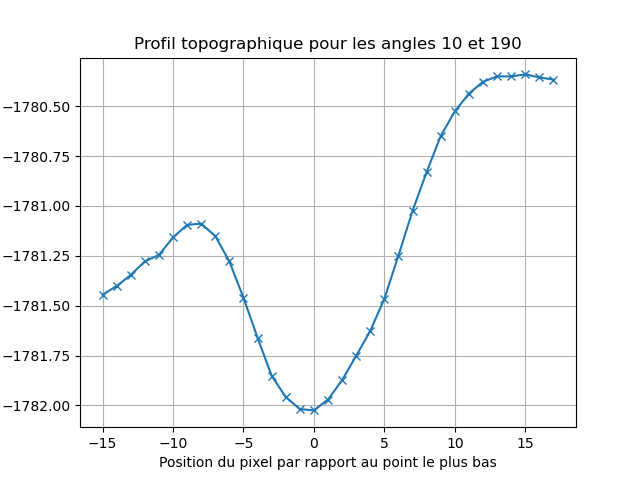 Profil topographique pour les angles 10 et 190
−1780.50
−1780.75
−1781.00
−1781.25
−1781.50
−1781.75
−1782.00
−15 −10 −5 0 5 10 15
Position du pixel par rapport au point le plus bas